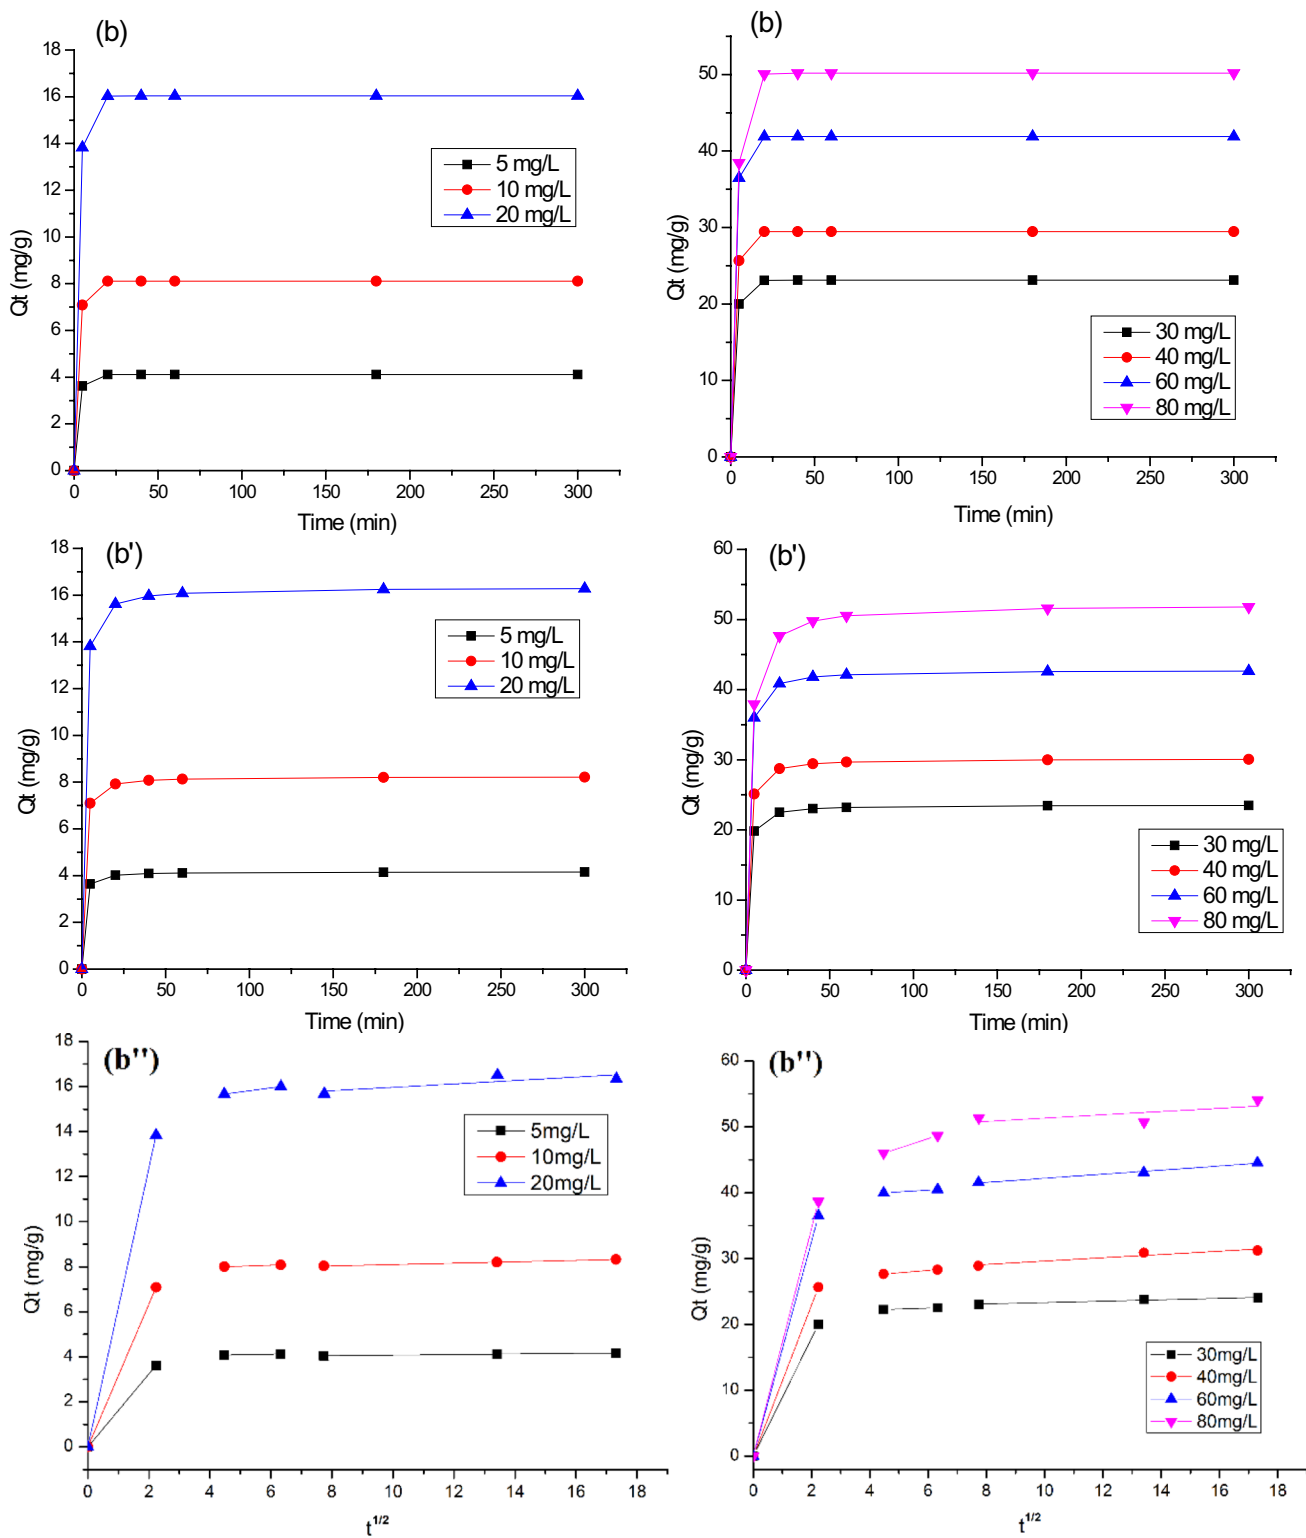 (b)
18
16
14
12
10
8
6
4
2
0
Qt (mg/g)
5 mg/L
10 mg/L
20 mg/L
0 50 100 150 200 250 300
Time (min)
(b)
50
40
30
20
10
0
Qt (mg/g)
30 mg/L
40 mg/L
60 mg/L
80 mg/L
0 50 100 150 200 250 300
Time (min)
(b')
18
16
14
12
10
8
6
4
2
0
Qt (mg/g)
5 mg/L
10 mg/L
20 mg/L
0 50 100 150 200 250 300
Time (min)
(b')
60
50
40
30
20
10
0
Qt (mg/g)
30 mg/L
40 mg/L
60 mg/L
80 mg/L
0 50 100 150 200 250 300
Time (min)
(b'')
18
16
14
12
10
8
6
4
2
0
Qt (mg/g)
5mg/L
10mg/L
20mg/L
0 2 4 6 8 10 12 14 16 18
t^1/2
(b'')
60
50
40
30
20
10
0
Qt (mg/g)
30mg/L
40mg/L
60mg/L
80mg/L
0 2 4 6 8 10 12 14 16 18
t^1/2